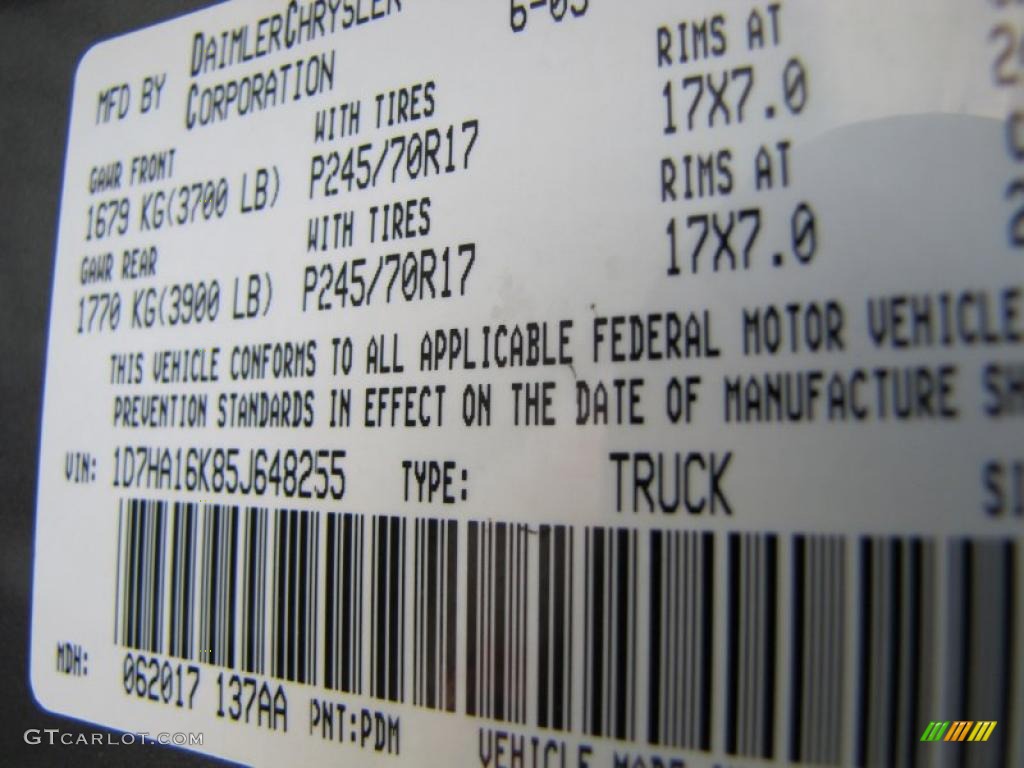 MFD BY DAIMLERCHRYSLER
CORPORATION
GAWR FRONT WITH TIRES RIMS AT
1679 KG(3700 LB) P245/70R17 17X7.0
GAWR REAR WITH TIRES RIMS AT
1770 KG(3900 LB) P245/70R17 17X7.0
THIS VEHICLE CONFORMS TO ALL APPLICABLE FEDERAL MOTOR VEHICLE
PREVENTION STANDARDS IN EFFECT ON THE DATE OF MANUFACTURE SH
VIN: 1D7HA16K85J648255 TYPE: TRUCK
MDH: 062017 137AA PNT:PDM
VEHICLE MADE
GTCARLOT.COM